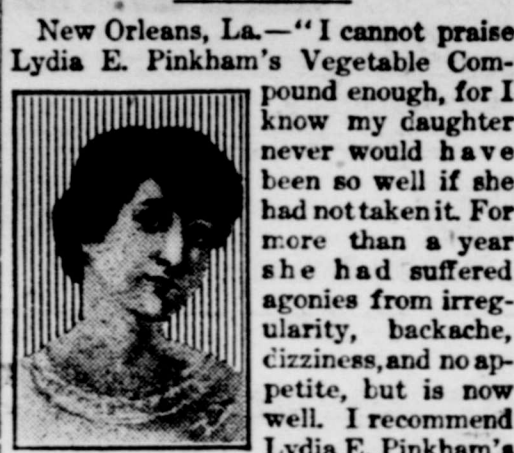 New Orleans, La.—"I cannot praise
Lydia E. Pinkham's Vegetable Com-
pound enough, for I
know my daughter
never would have
been so well if she
had not taken it. For
more than a year
she had suffered
agonies from irreg-
ularity, backache,
dizziness, and no ap-
petite, but is now
well. I recommend
Lydia E. Pinkham's